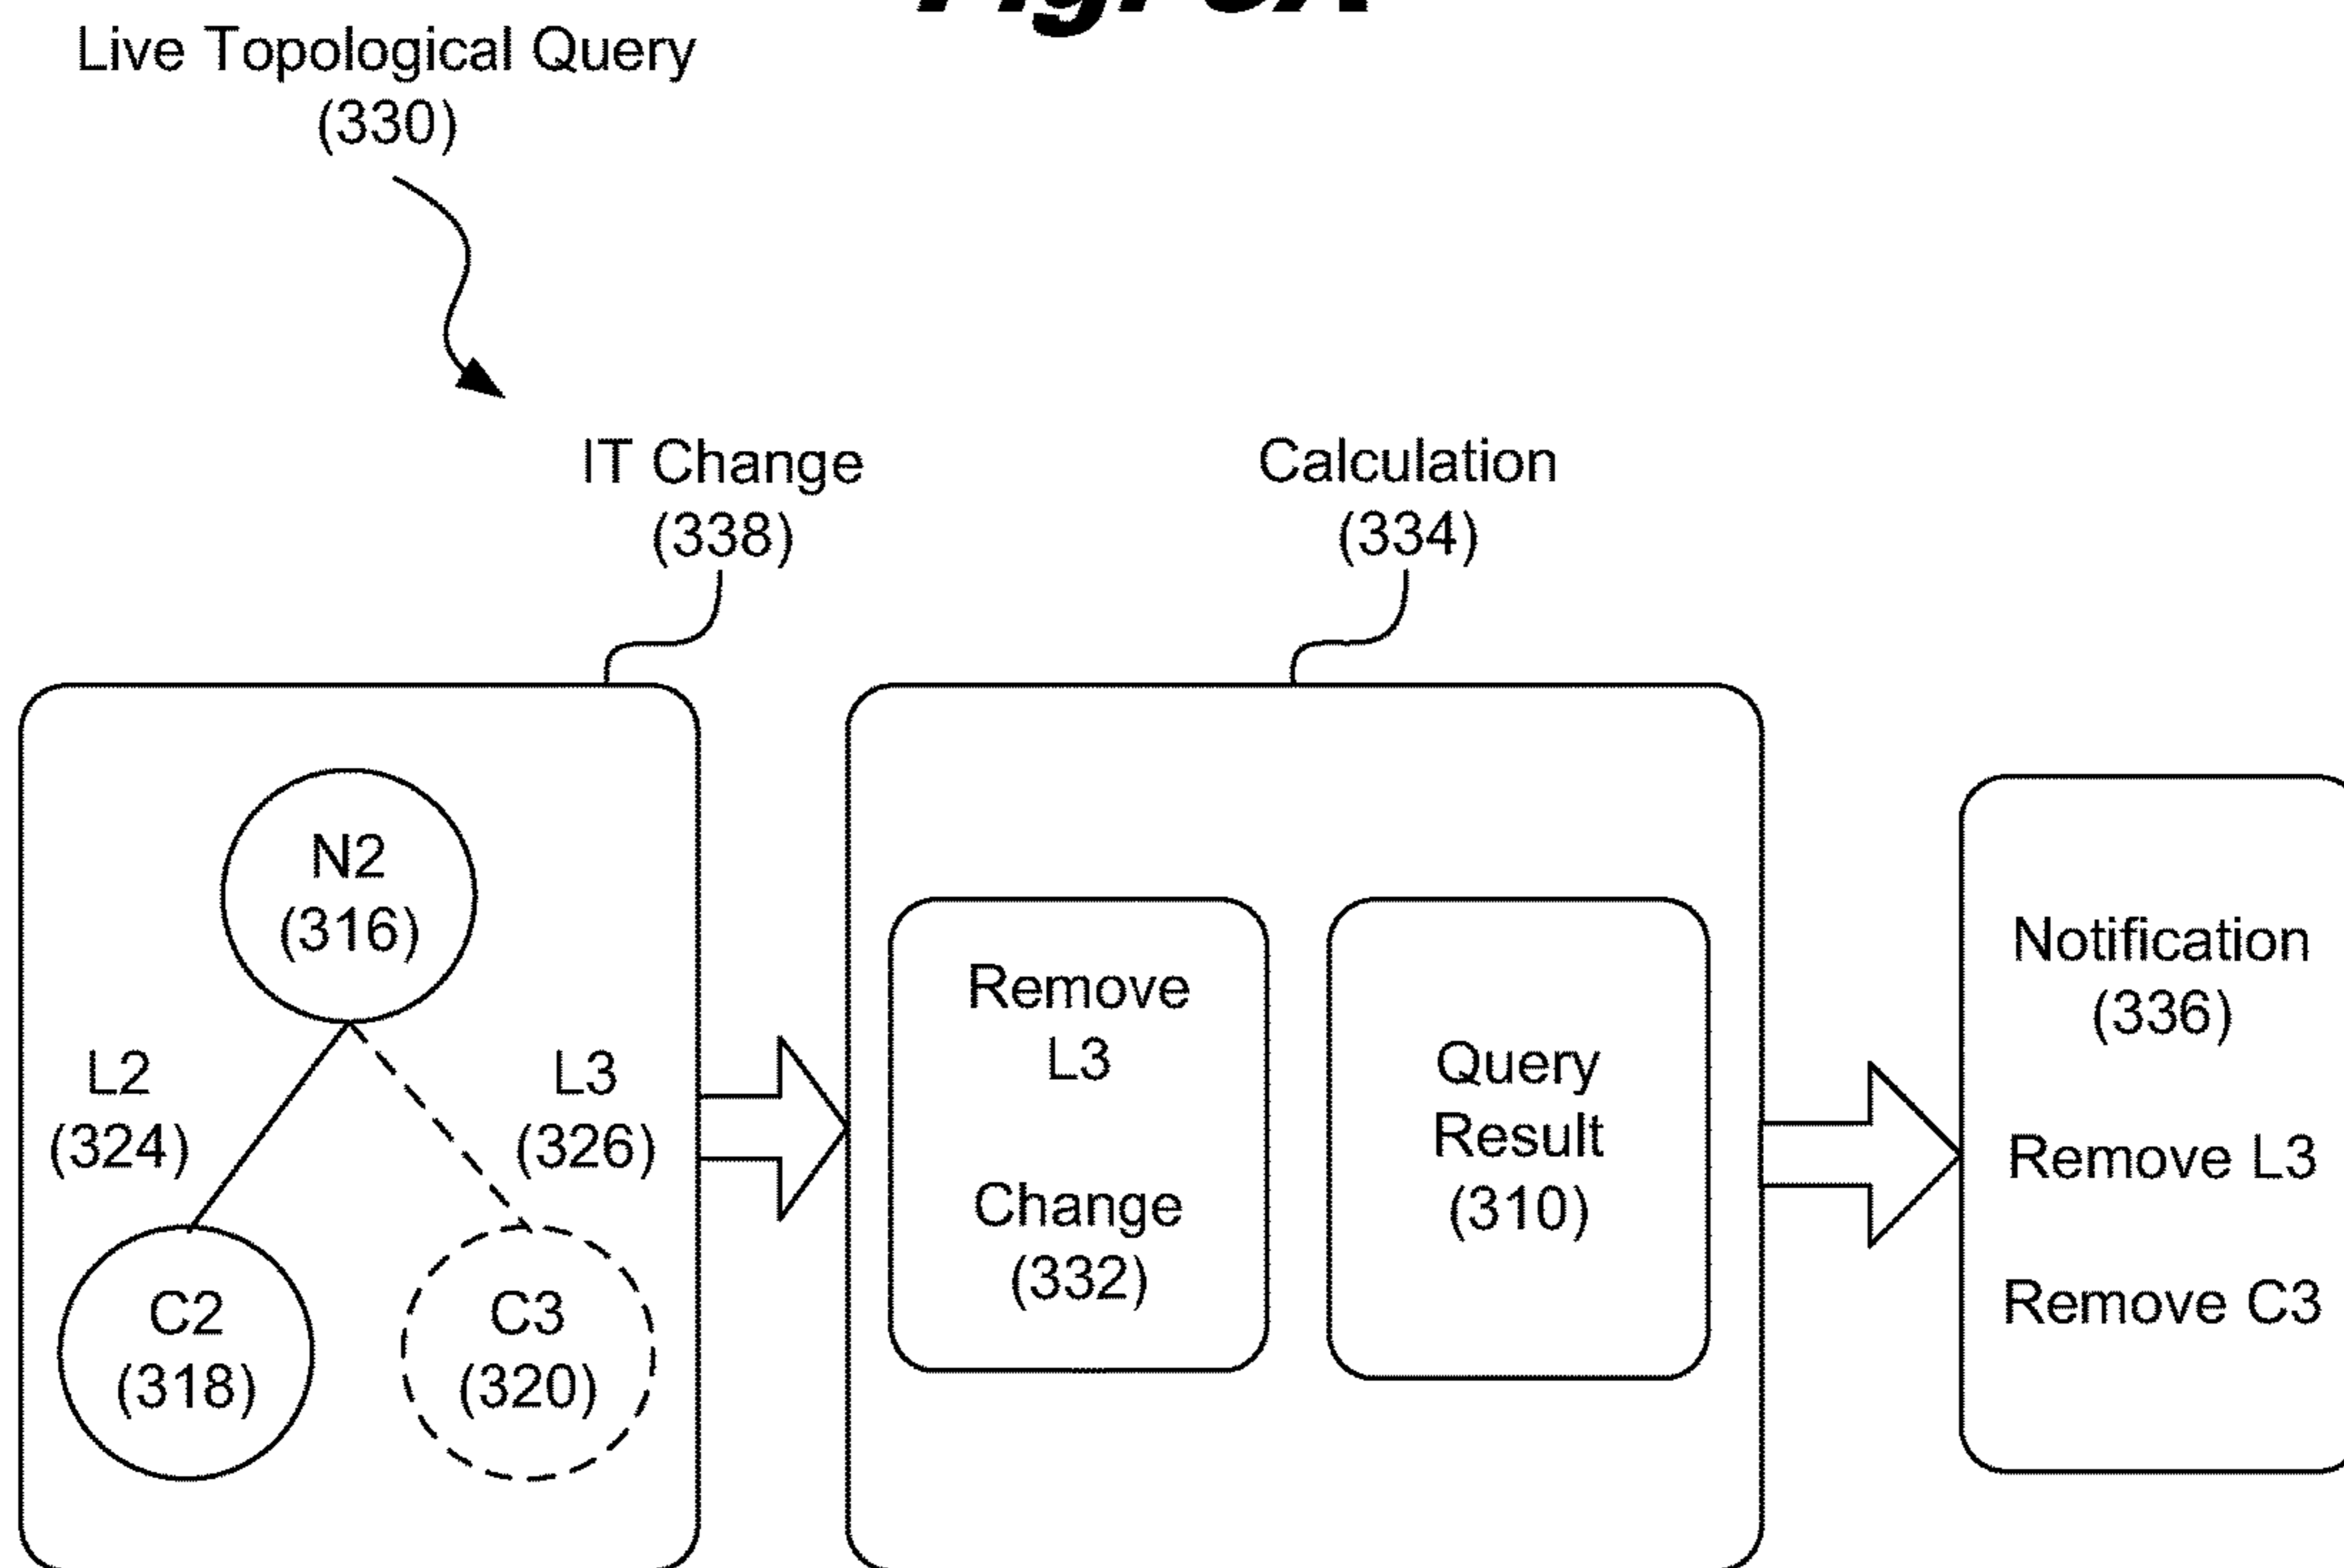 Live Topological Query
(330)
IT Change
(338)
Calculation
(334)
N2
(316)
L2
(324)
L3
(326)
C2
(318)
C3
(320)
Remove
L3
Change
(332)
Query
Result
(310)
Notification
(336)
Remove L3
Remove C3